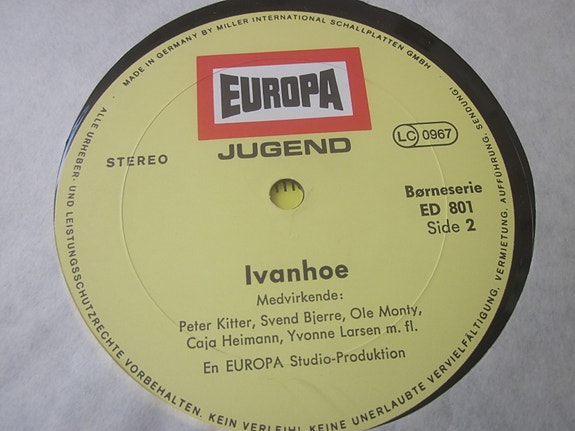 MADE IN GERMANY BY MILLER INTERNATIONAL SCHALLPLATTEN GMBH
EUROPA
JUGEND
STEREO
LC 0967
Børneserie
ED 801
Side 2
Ivanhoe
Medvirkende:
Peter Kitter, Svend Bjerre, Ole Monty,
Caja Heimann, Yvonne Larsen m. fl.
En EUROPA Studio-Produktion
ALLE URHEBER- UND LEISTUNGSSCHUTZRECHTE VORBEHALTEN. KEIN VERLEIH! KEINE UNERLAUBTE VERVIELFÄLTIGUNG, VERMIETUNG, AUFFÜHRUNG, SENDUNG!